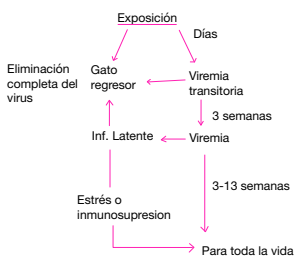 Exposición
Días
Eliminación
completa del
virus
Gato
regresor
Viremia
transitoria
3 semanas
Inf. Latente
Viremia
3-13 semanas
Estrés o
inmunosupresion
Para toda la vida